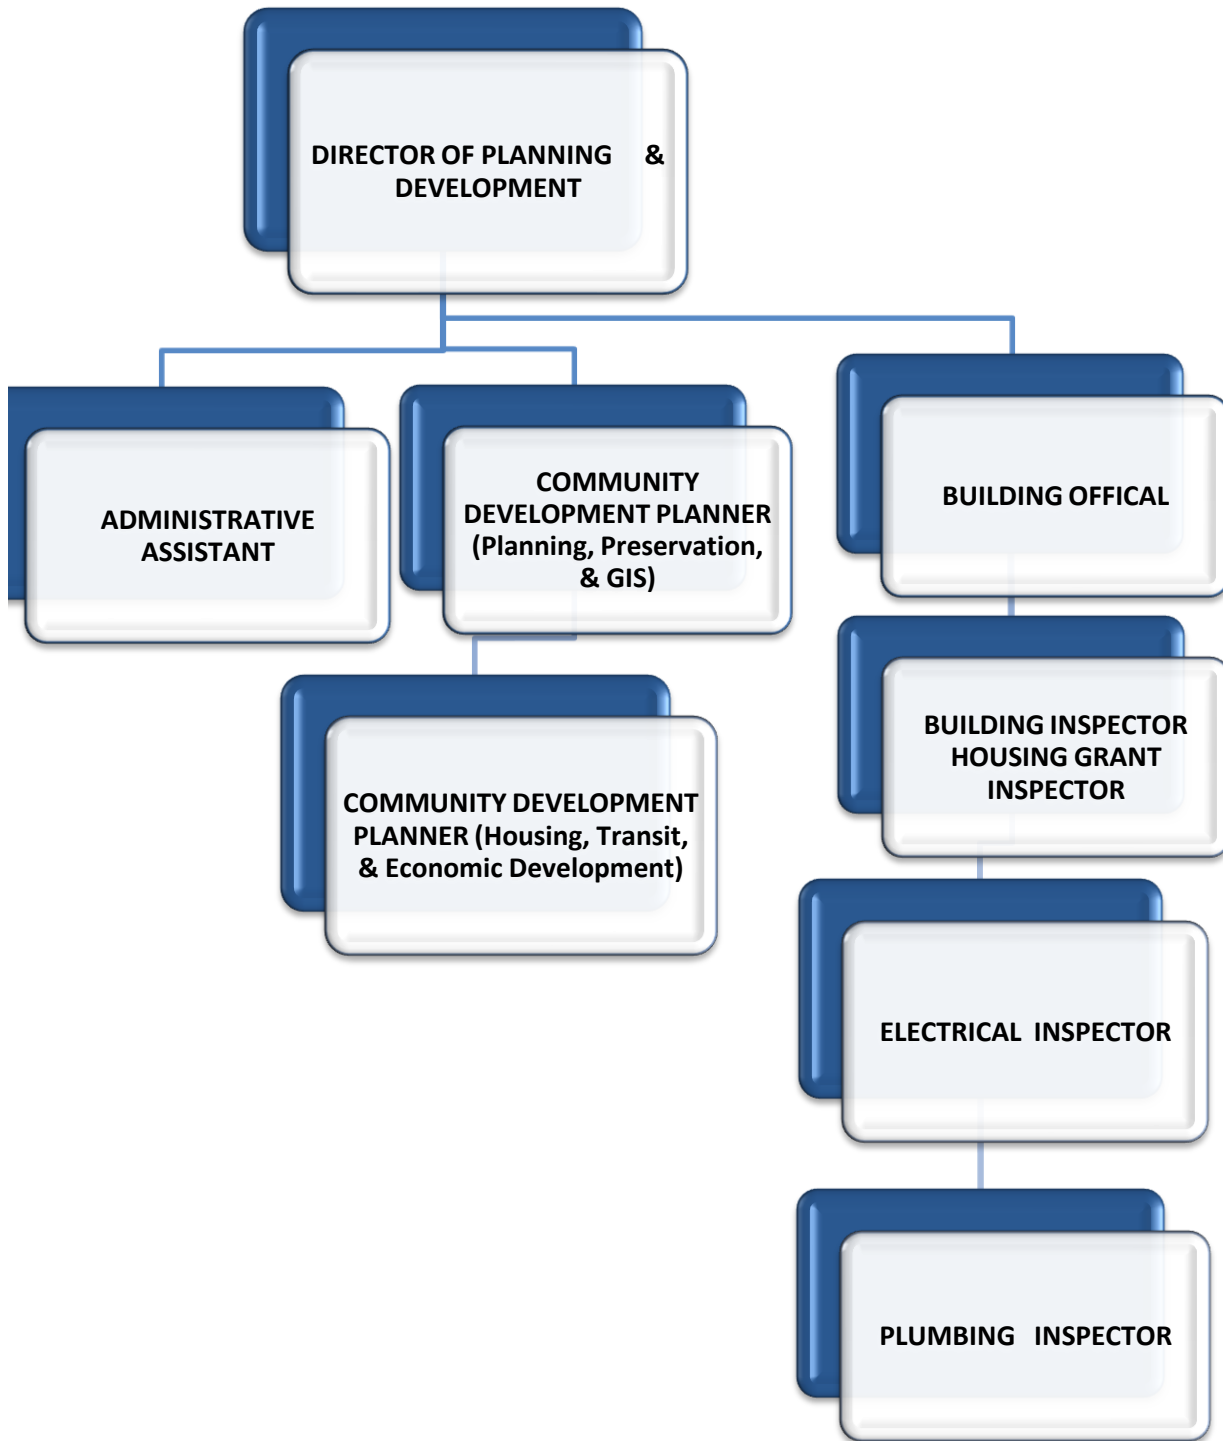 DIRECTOR OF PLANNING &
DEVELOPMENT
ADMINISTRATIVE
ASSISTANT
COMMUNITY
DEVELOPMENT PLANNER
(Planning, Preservation,
& GIS)
BUILDING OFFICAL
COMMUNITY DEVELOPMENT
PLANNER (Housing, Transit,
& Economic Development)
BUILDING INSPECTOR
HOUSING GRANT
INSPECTOR
ELECTRICAL INSPECTOR
PLUMBING INSPECTOR